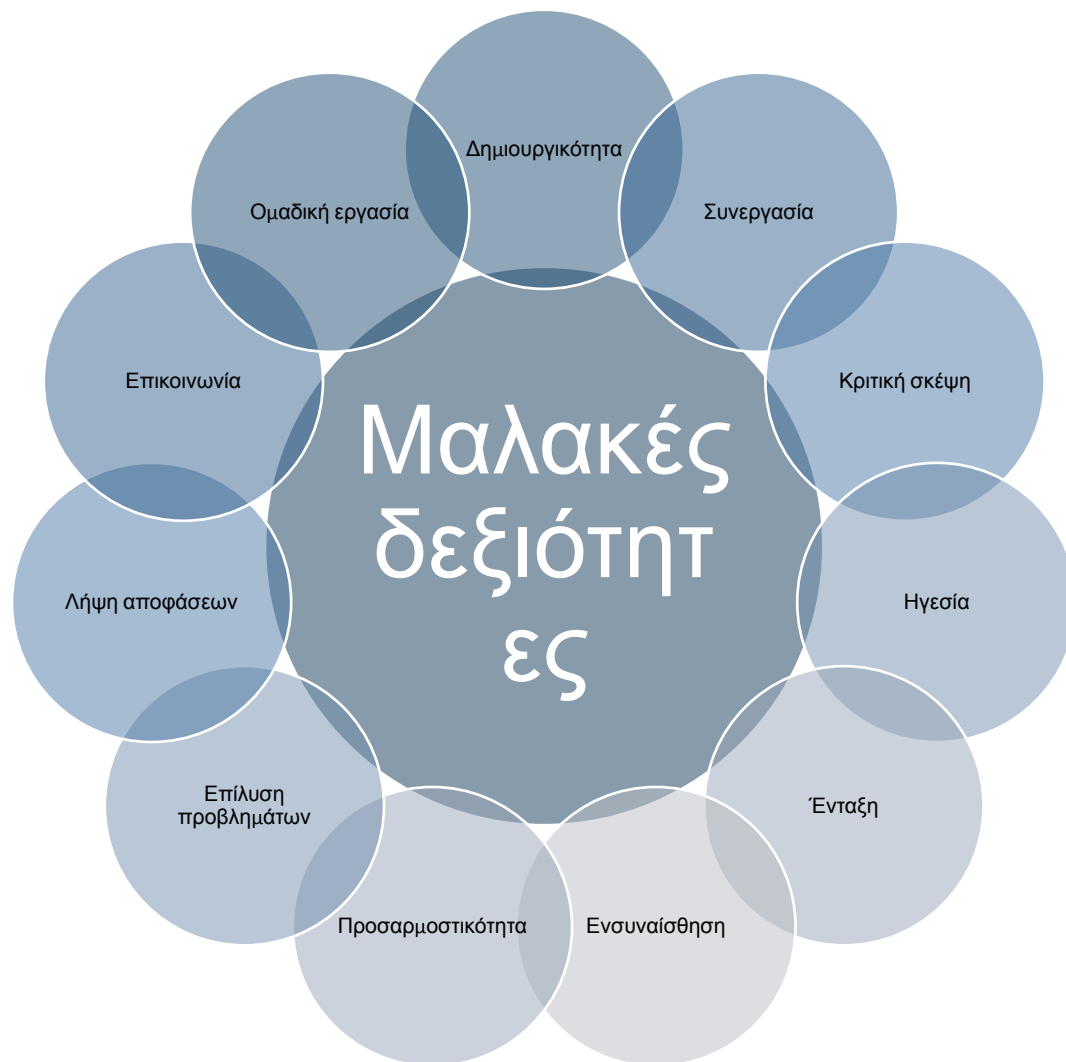 Δημιουργικότητα
Συνεργασία
Κριτική σκέψη
Ηγεσία
Ένταξη
Ενσυναίσθηση
Προσαρμοστικότητα
Επίλυση
προβλημάτων
Λήψη αποφάσεων
Επικοινωνία
Ομαδική εργασία
Μαλακές
δεξιότητ
ες